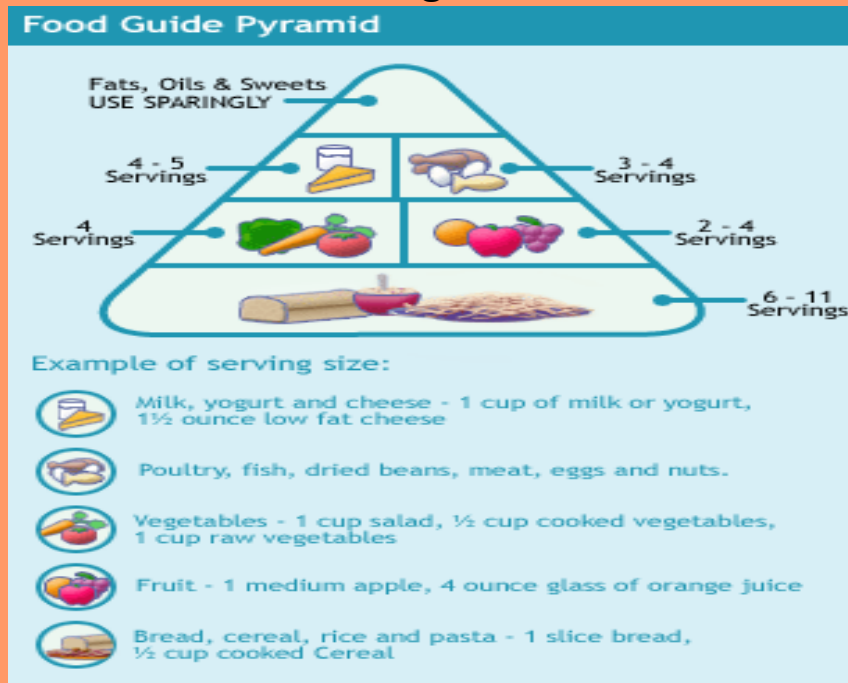 Food Guide Pyramid
Fats, Oils & Sweets
USE SPARINGLY
4 - 5
Servings
3 - 4
Servings
4
Servings
2 - 4
Servings
6 - 11
Servings
Example of serving size:
Milk, yogurt and cheese - 1 cup of milk or yogurt,
1½ ounce low fat cheese
Poultry, fish, dried beans, meat, eggs and nuts.
Vegetables - 1 cup salad, ½ cup cooked vegetables,
1 cup raw vegetables
Fruit - 1 medium apple, 4 ounce glass of orange juice
Bread, cereal, rice and pasta - 1 slice bread,
½ cup cooked Cereal